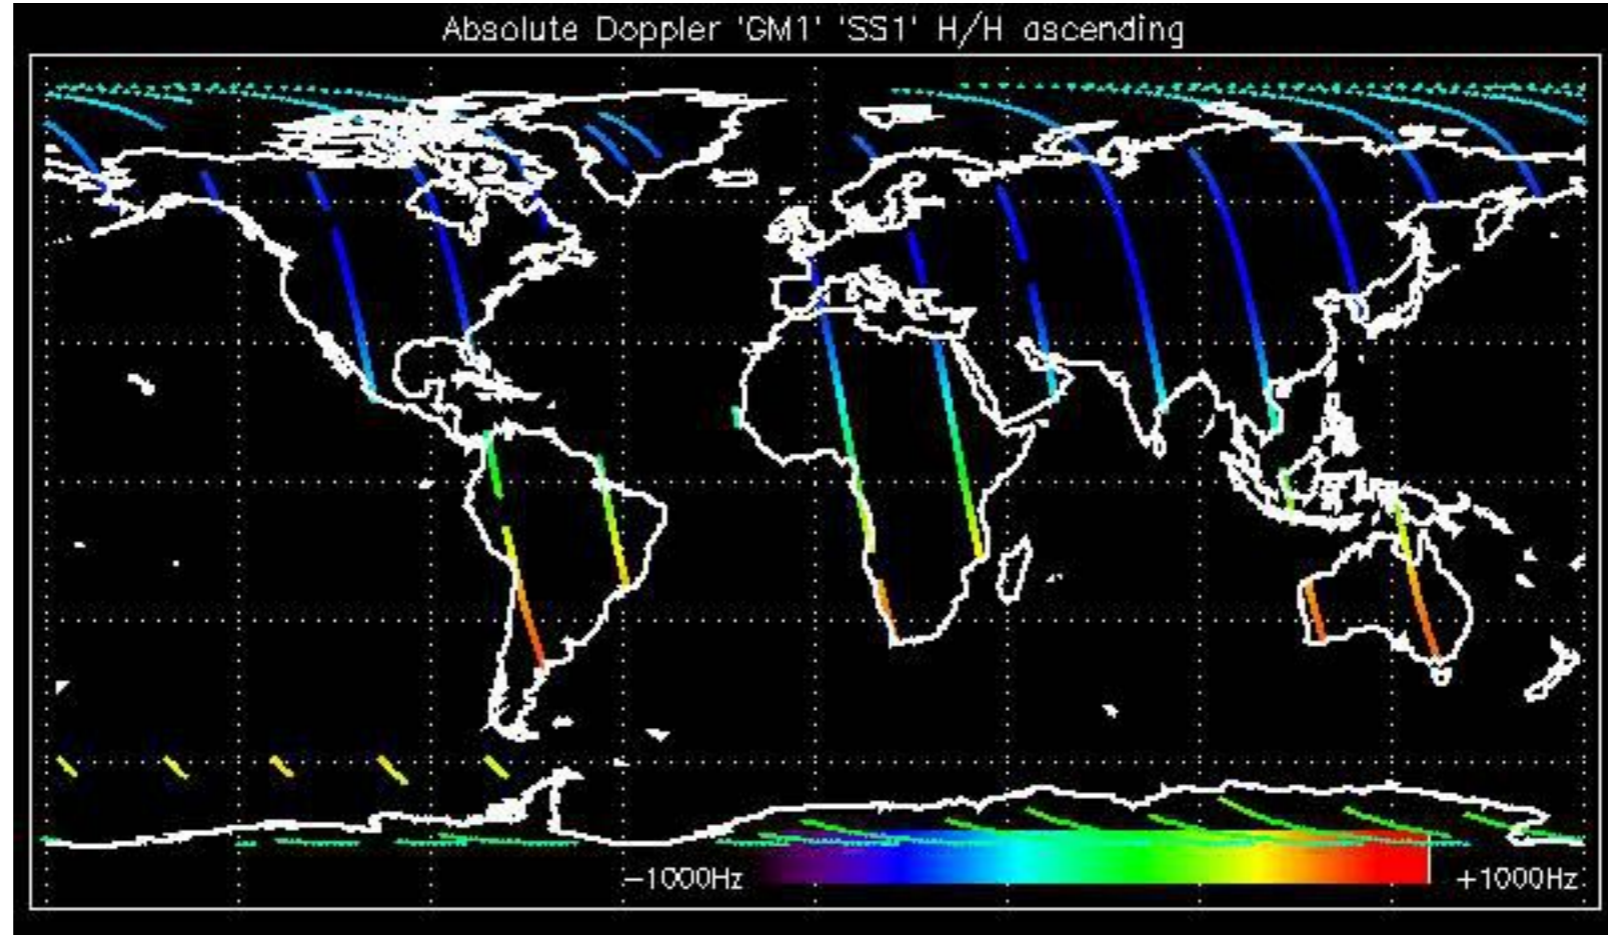 Absolute Doppler 'GM1' 'SS1' H/H ascending
−1000Hz
+1000Hz